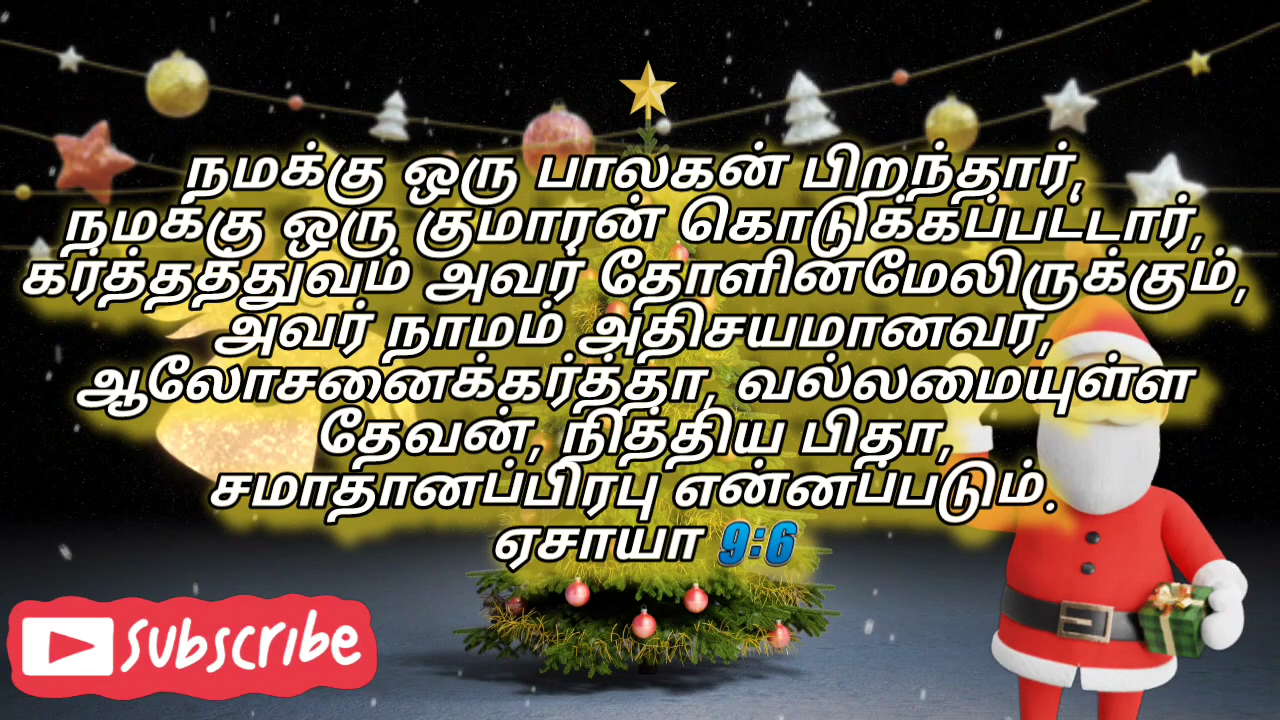 நமக்கு ஒரு பாலகன் பிறந்தார்,
நமக்கு ஒரு குமாரன் கொடுக்கப்பட்டார்,
கர்த்தத்துவம் அவர் தோளின்மேலிருக்கும்,
அவர் நாமம் அதிசயமானவர்,
ஆலோசனைக்கர்த்தா, வல்லமையுள்ள
தேவன், நித்திய பிதா,
சமாதானப்பிரபு என்னப்படும்.
ஏசாயா 9:6
Subscribe